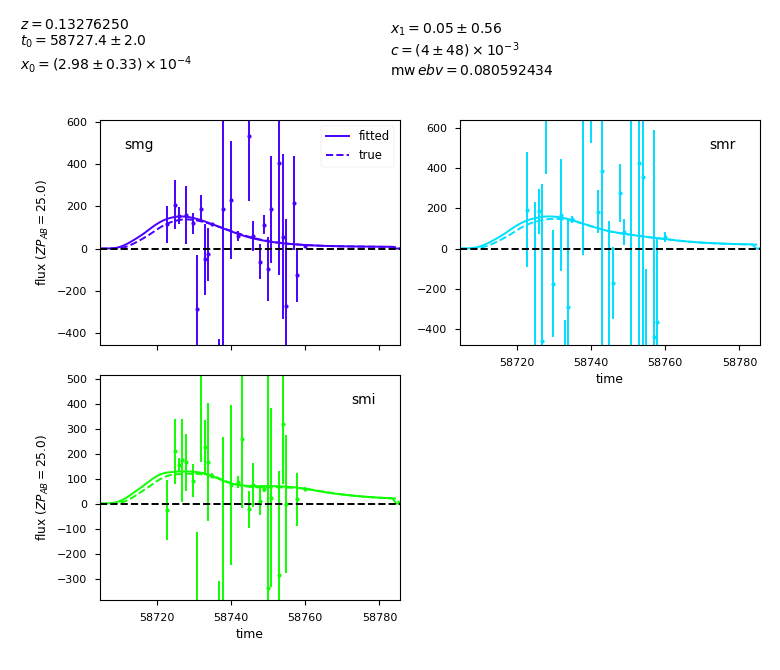 z = 0.13276250
t₀ = 58727.4 ± 2.0
x₀ = (2.98 ± 0.33) × 10⁻⁴
x₁ = 0.05 ± 0.56
c = (4 ± 48) × 10⁻³
mw ebv = 0.080592434
smg
fitted
true
600
400
200
0
−200
−400
flux (ZP_AB = 25.0)
smr
600
400
200
0
−200
−400
58720
58740
58760
58780
time
smi
500
400
300
200
100
0
−100
−200
−300
flux (ZP_AB = 25.0)
58720
58740
58760
58780
time